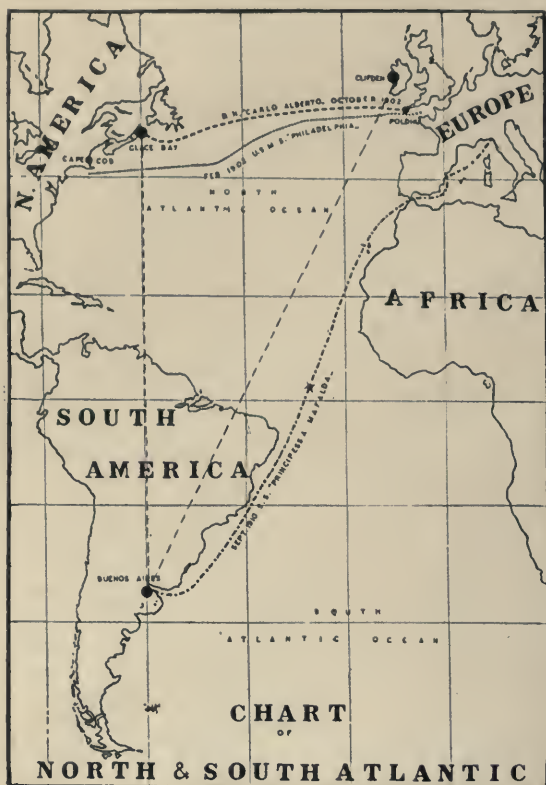 N. AMERICA
CLIFDEN
R.N. "CARLO ALBERTO," OCTOBER 1902
POLDHU
EUROPE
GLACE BAY
CAPE COD
FEB 1902 U.S.M.S. "PHILADELPHIA"
NORTH
ATLANTIC OCEAN
AFRICA
SOUTH
AMERICA
SEPT. 1910 S.S. "PRINCIPESSA MAFALDA"
BUENOS AIRES
SOUTH
ATLANTIC OCEAN
CHART
OF
NORTH & SOUTH ATLANTIC